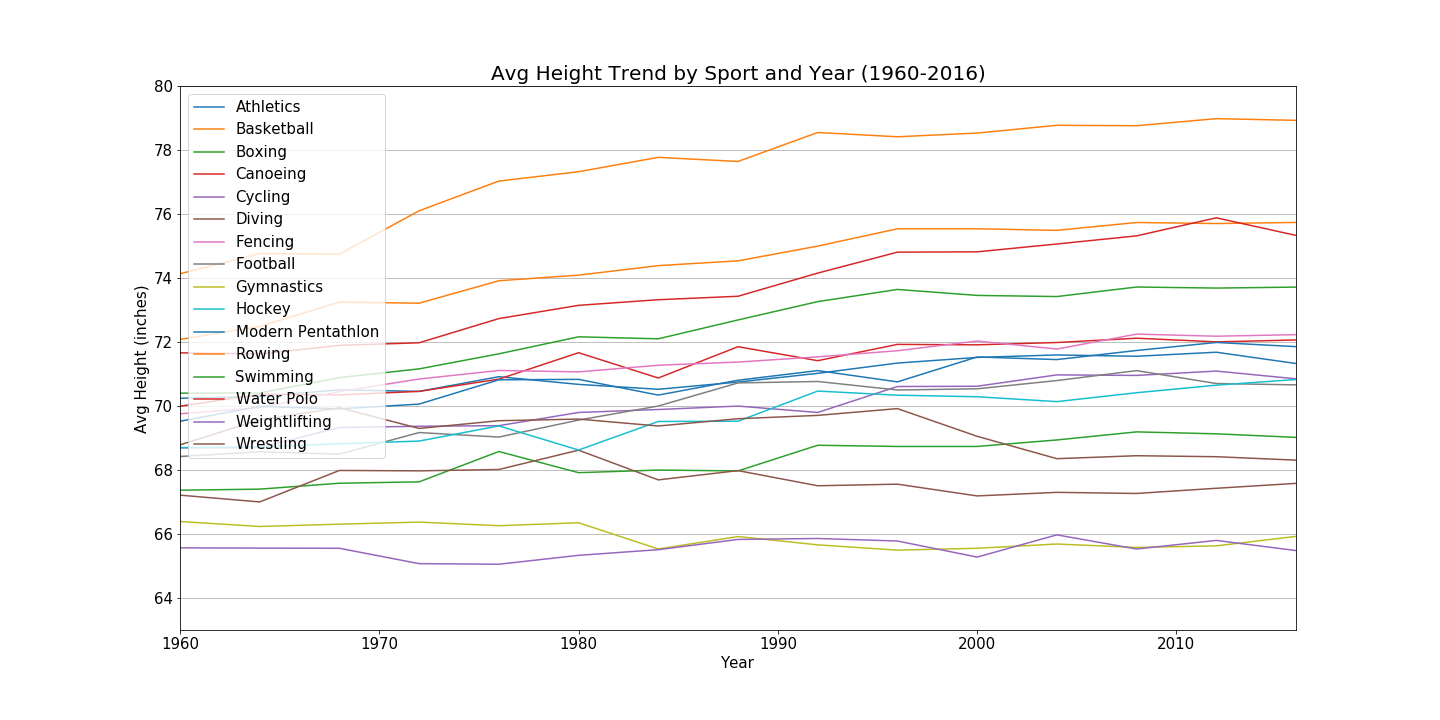 Avg Height Trend by Sport and Year (1960-2016)
80
78
76
74
72
70
68
66
64
Avg Height (inches)
Athletics
Basketball
Boxing
Canoeing
Cycling
Diving
Fencing
Football
Gymnastics
Hockey
Modern Pentathlon
Rowing
Swimming
Water Polo
Weightlifting
Wrestling
1960 1970 1980 1990 2000 2010
Year